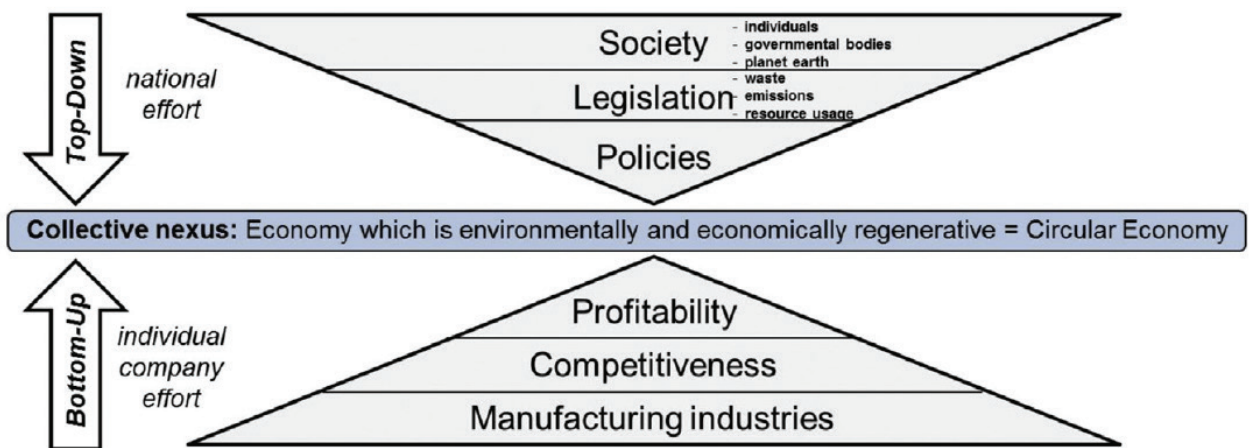 Top-Down
national
effort
Society
- individuals
- governmental bodies
- planet earth
Legislation
- waste
- emissions
- resource usage
Policies
Collective nexus: Economy which is environmentally and economically regenerative = Circular Economy
Bottom-Up
individual
company
effort
Profitability
Competitiveness
Manufacturing industries